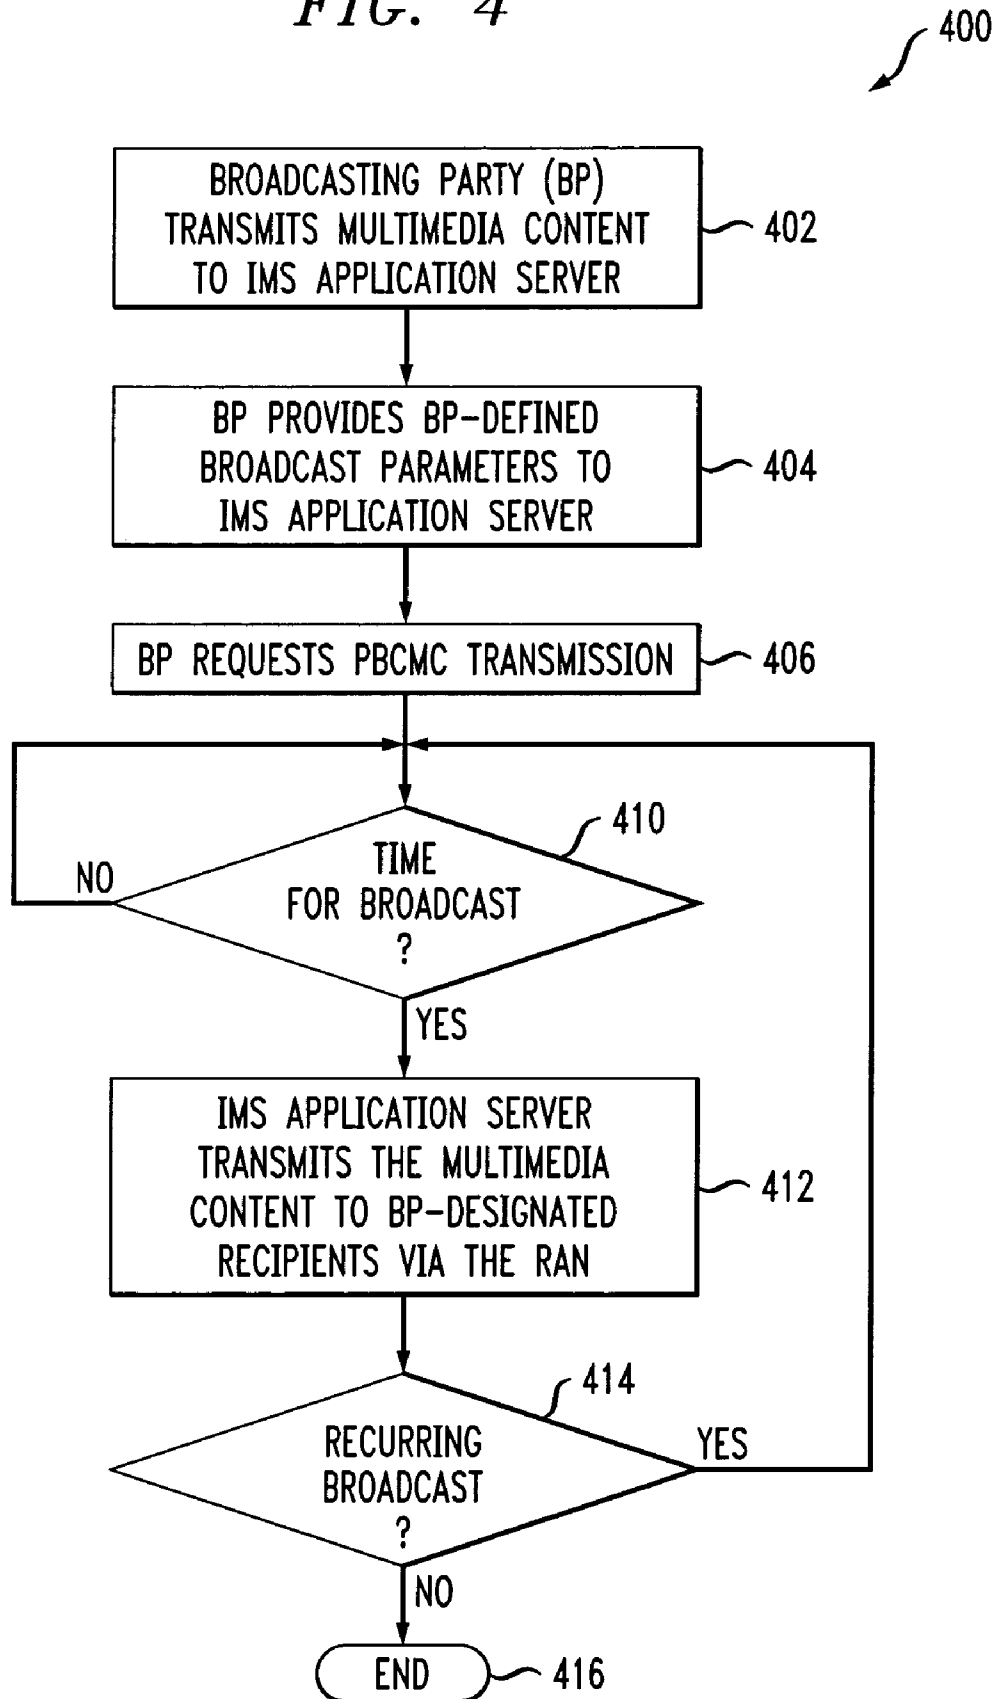 FIG. 4
400
BROADCASTING PARTY (BP)
TRANSMITS MULTIMEDIA CONTENT
TO IMS APPLICATION SERVER
402
BP PROVIDES BP-DEFINED
BROADCAST PARAMETERS TO
IMS APPLICATION SERVER
404
BP REQUESTS PBCMC TRANSMISSION
406
410
TIME
FOR BROADCAST
?
NO
YES
IMS APPLICATION SERVER
TRANSMITS THE MULTIMEDIA
CONTENT TO BP-DESIGNATED
RECIPIENTS VIA THE RAN
412
414
RECURRING
BROADCAST
?
YES
NO
END
416